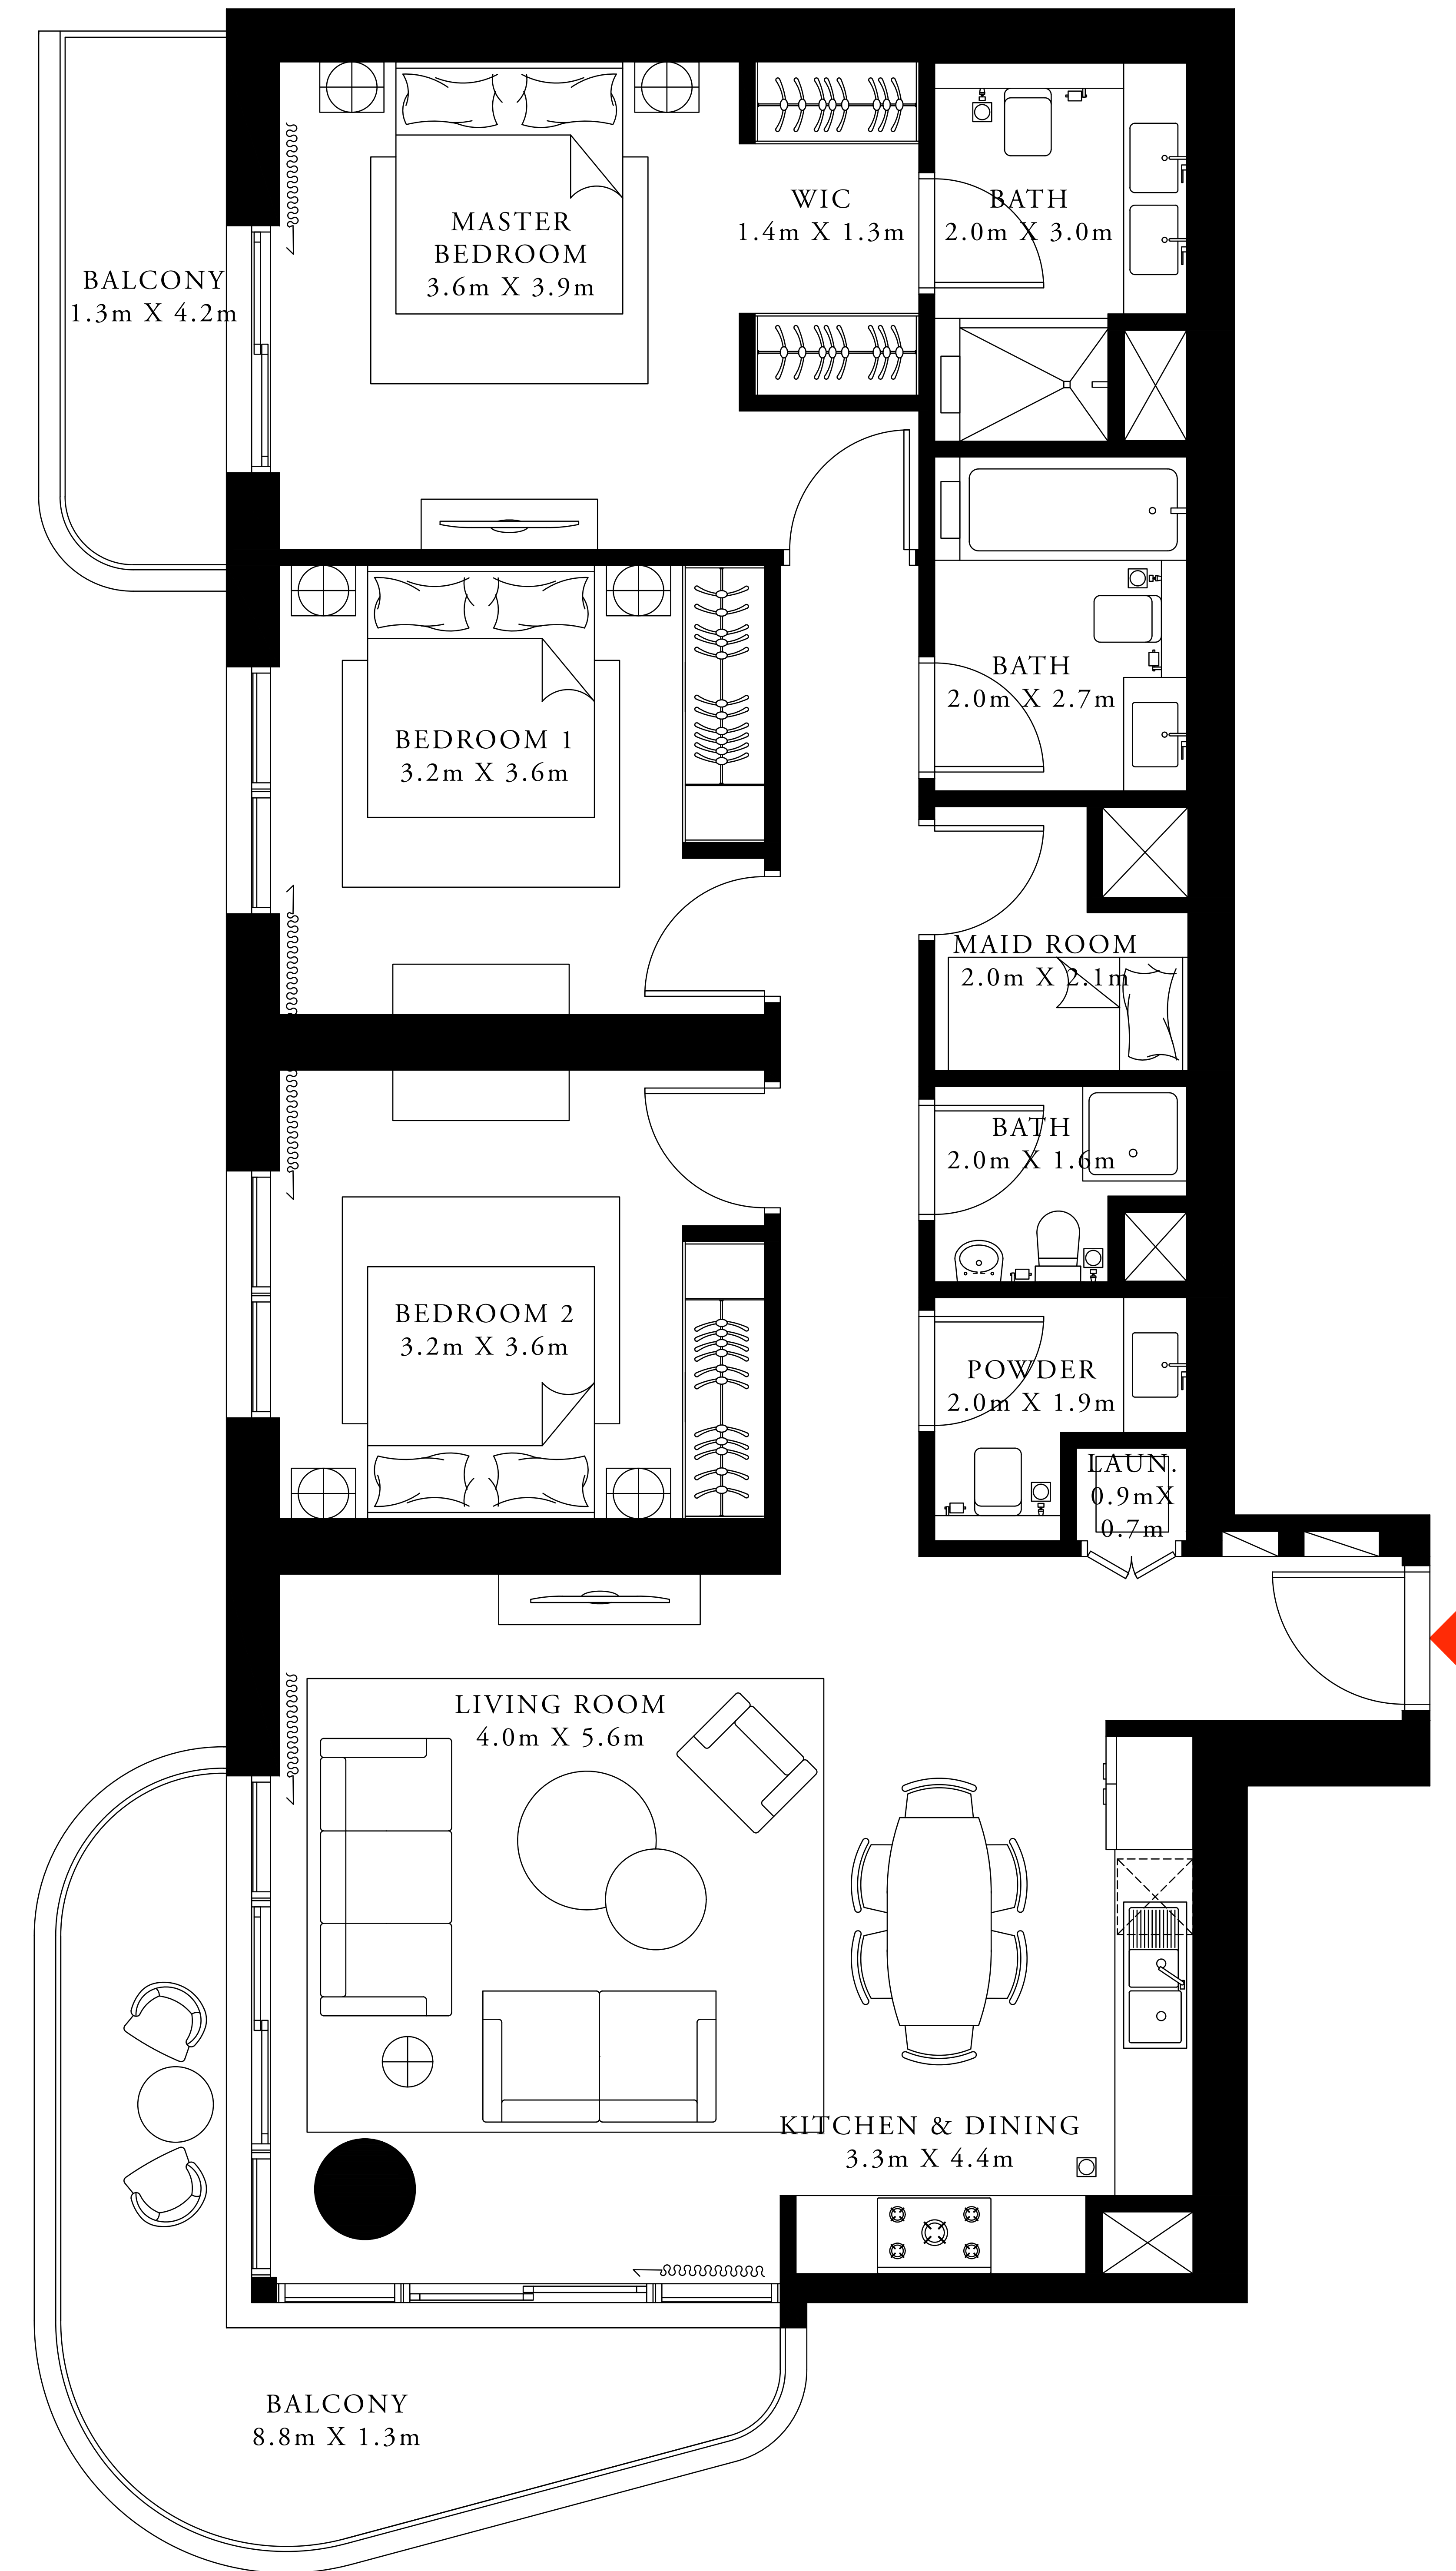 MASTER
BEDROOM
3.6m X 3.9m
WIC
1.4m X 1.3m
BATH
2.0m X 3.0m
BALCONY
1.3m X 4.2m
BATH
2.0m X 2.7m
BEDROOM 1
3.2m X 3.6m
MAID ROOM
2.0m X 2.1m
BATH
2.0m X 1.6m
BEDROOM 2
3.2m X 3.6m
POWDER
2.0m X 1.9m
LAUN.
0.9mX
0.7m
LIVING ROOM
4.0m X 5.6m
KITCHEN & DINING
3.3m X 4.4m
BALCONY
8.8m X 1.3m